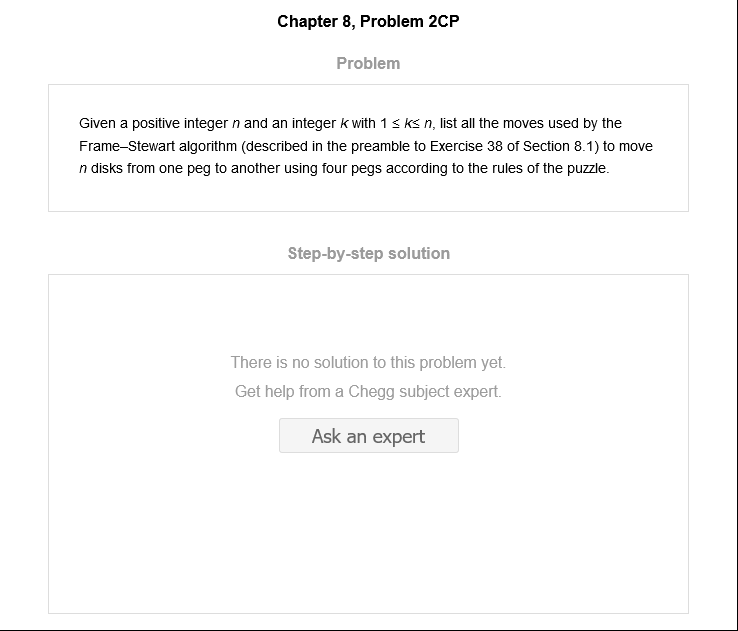 Chapter 8, Problem 2CP
Problem
Given a positive integer n and an integer k with 1 ≤ k≤ n, list all the moves used by the
Frame–Stewart algorithm (described in the preamble to Exercise 38 of Section 8.1) to move
n disks from one peg to another using four pegs according to the rules of the puzzle.
Step-by-step solution
There is no solution to this problem yet.
Get help from a Chegg subject expert.
Ask an expert